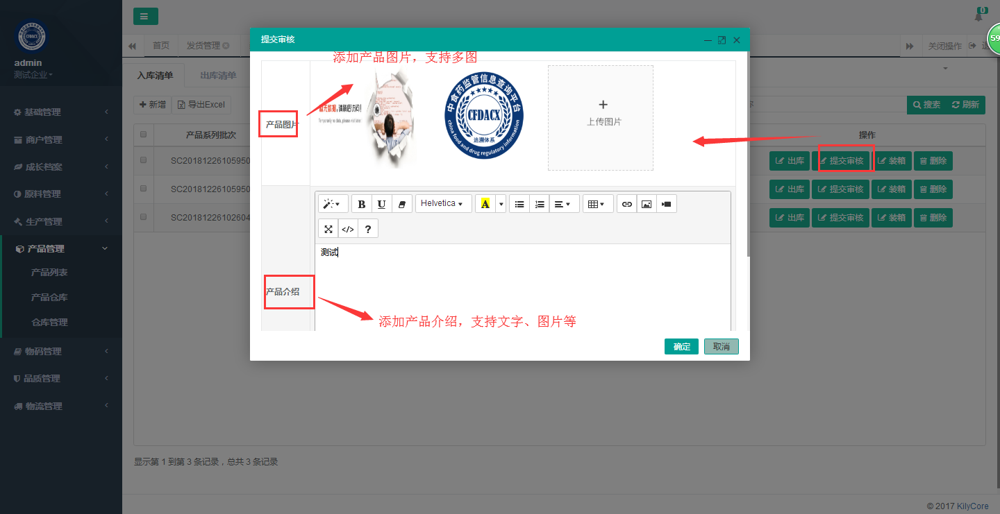 0
59
CFDACX
admin
测试企业
基础管理
商户管理
成长档案
原料管理
生产管理
产品管理
产品列表
产品仓库
仓库管理
物码管理
品质管理
物流管理
首页
发货管理
关闭操作
入库清单
出库清单
新增
导出Excel
搜索
刷新
产品系列批次
操作
SC20181226105950
出库
提交审核
装箱
删除
SC20181226105950
出库
提交审核
装箱
删除
SC20181226102604
出库
提交审核
装箱
删除
显示第 1 到第 3 条记录，总共 3 条记录
© 2017 KilyCore
提交审核
添加产品图片，支持多图
产品图片
暂无数据,请稍后访问!
Temporarily no data, please visit later
中食药监管信息查询平台
CFDACX
追溯体系
china food and drug regulatory information
+
上传图片
B
U
Helvetica
A
</>
?
测试
产品介绍
添加产品介绍，支持文字、图片等
确定
取消